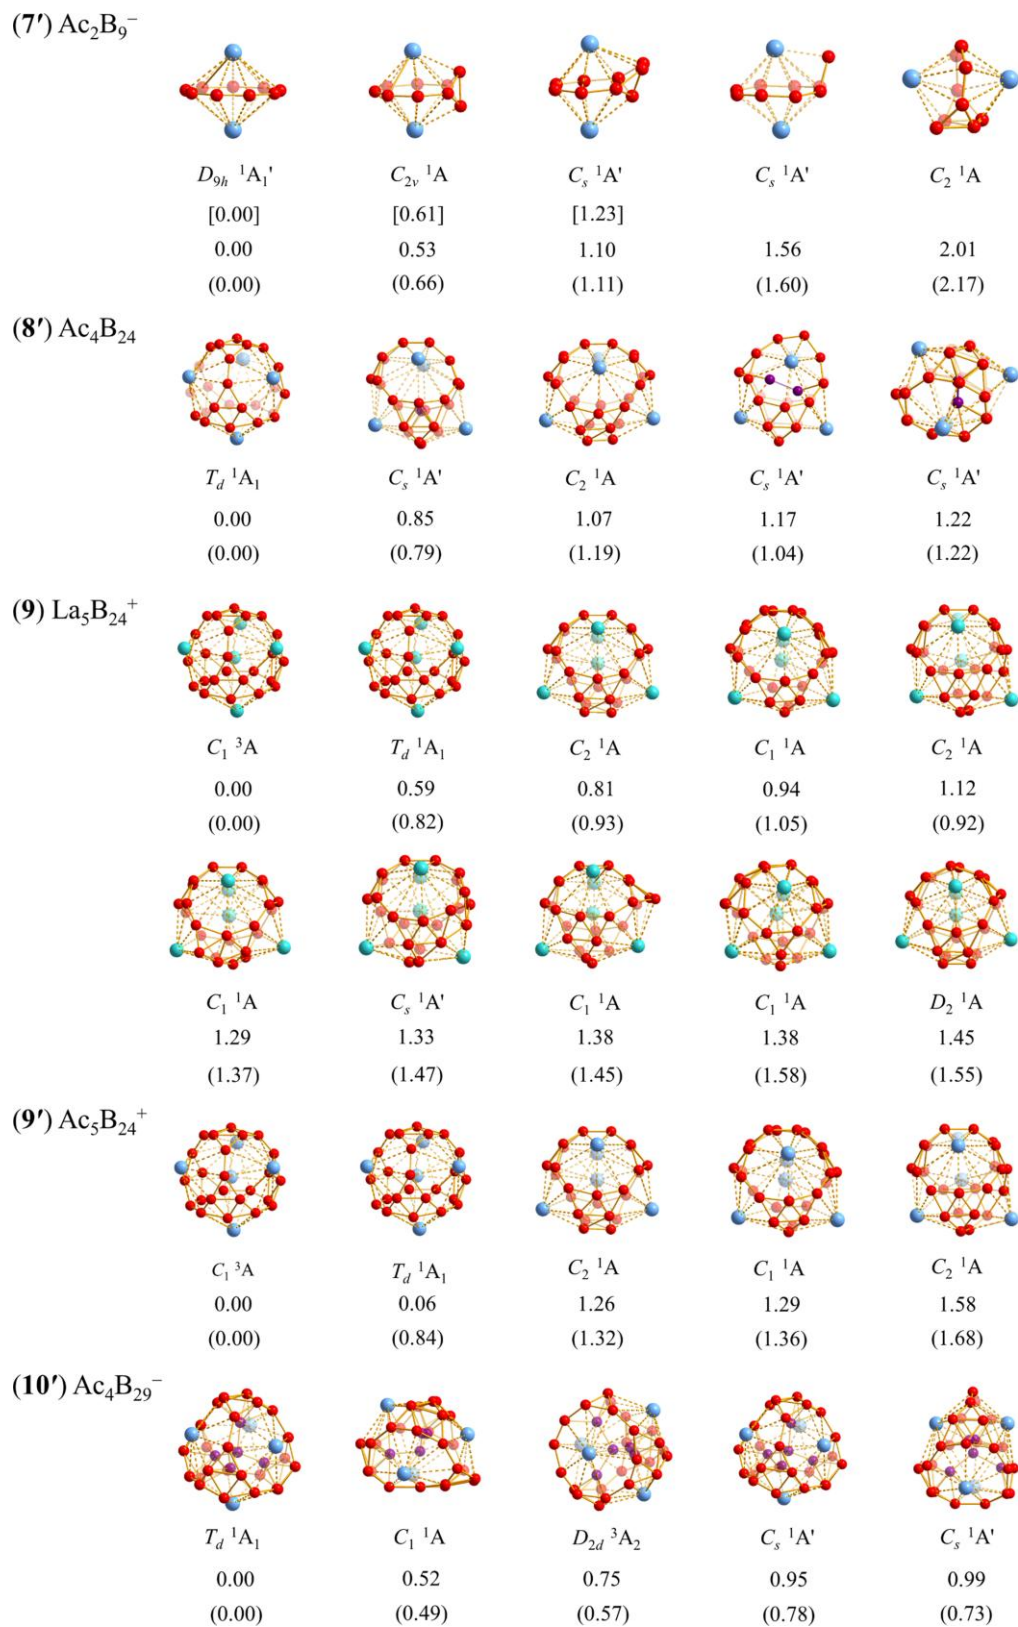 (7′) Ac₂B₉⁻
D₉ₕ ¹A₁' C₂ᵥ ¹A Cₛ ¹A' Cₛ ¹A' C₂ ¹A
[0.00] [0.61] [1.23]
0.00 0.53 1.10 1.56 2.01
(0.00) (0.66) (1.11) (1.60) (2.17)
(8′) Ac₄B₂₄
T_d ¹A₁ Cₛ ¹A' C₂ ¹A Cₛ ¹A' Cₛ ¹A'
0.00 0.85 1.07 1.17 1.22
(0.00) (0.79) (1.19) (1.04) (1.22)
(9) La₅B₂₄⁺
C₁ ³A T_d ¹A₁ C₂ ¹A C₁ ¹A C₂ ¹A
0.00 0.59 0.81 0.94 1.12
(0.00) (0.82) (0.93) (1.05) (0.92)
C₁ ¹A Cₛ ¹A' C₁ ¹A C₁ ¹A D₂ ¹A
1.29 1.33 1.38 1.38 1.45
(1.37) (1.47) (1.45) (1.58) (1.55)
(9′) Ac₅B₂₄⁺
C₁ ³A T_d ¹A₁ C₂ ¹A C₁ ¹A C₂ ¹A
0.00 0.06 1.26 1.29 1.58
(0.00) (0.84) (1.32) (1.36) (1.68)
(10′) Ac₄B₂₉⁻
T_d ¹A₁ C₁ ¹A D_2d ³A₂ Cₛ ¹A' Cₛ ¹A'
0.00 0.52 0.75 0.95 0.99
(0.00) (0.49) (0.57) (0.78) (0.73)